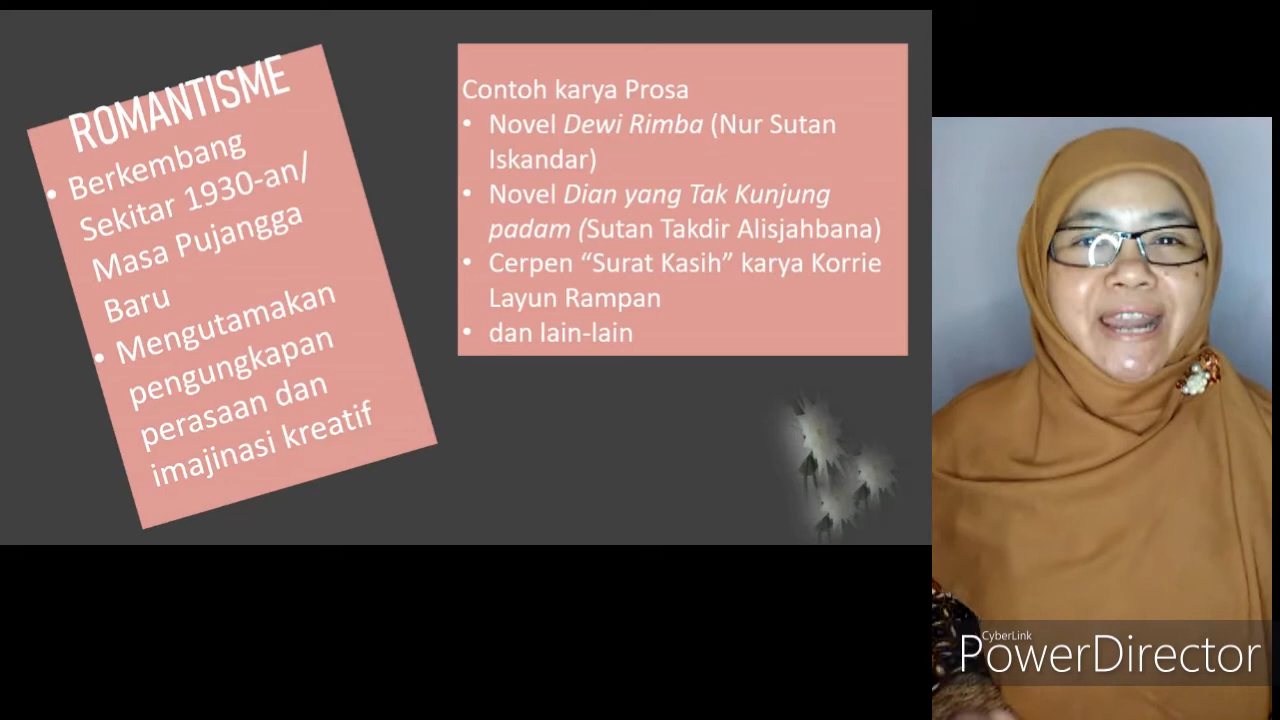 ROMANTISME
• Berkembang
Sekitar 1930-an/
Masa Pujangga
Baru
• Mengutamakan
pengungkapan
perasaan dan
imajinasi kreatif
Contoh karya Prosa
• Novel Dewi Rimba (Nur Sutan
Iskandar)
• Novel Dian yang Tak Kunjung
padam (Sutan Takdir Alisjahbana)
• Cerpen “Surat Kasih” karya Korrie
Layun Rampan
• dan lain-lain
CyberLink
PowerDirector